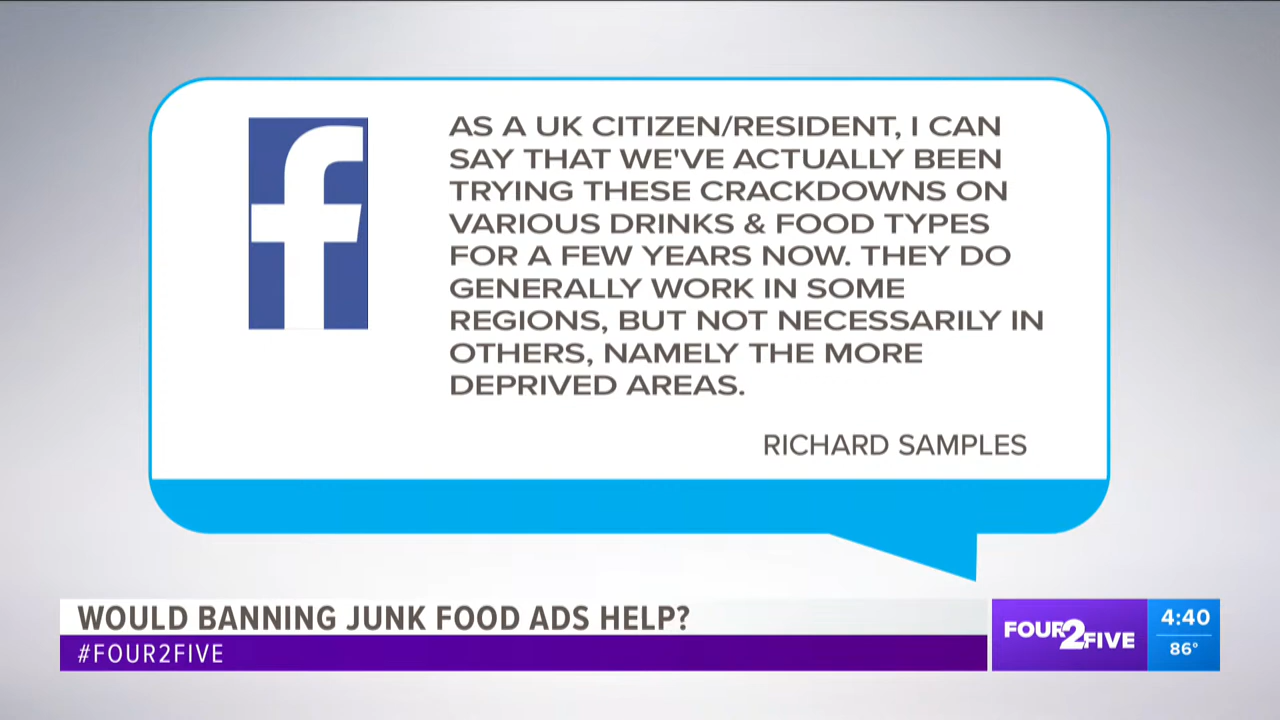 AS A UK CITIZEN/RESIDENT, I CAN
SAY THAT WE'VE ACTUALLY BEEN
TRYING THESE CRACKDOWNS ON
VARIOUS DRINKS & FOOD TYPES
FOR A FEW YEARS NOW. THEY DO
GENERALLY WORK IN SOME
REGIONS, BUT NOT NECESSARILY IN
OTHERS, NAMELY THE MORE
DEPRIVED AREAS.
RICHARD SAMPLES
WOULD BANNING JUNK FOOD ADS HELP?
#FOUR2FIVE
FOUR2FIVE
4:40
86°